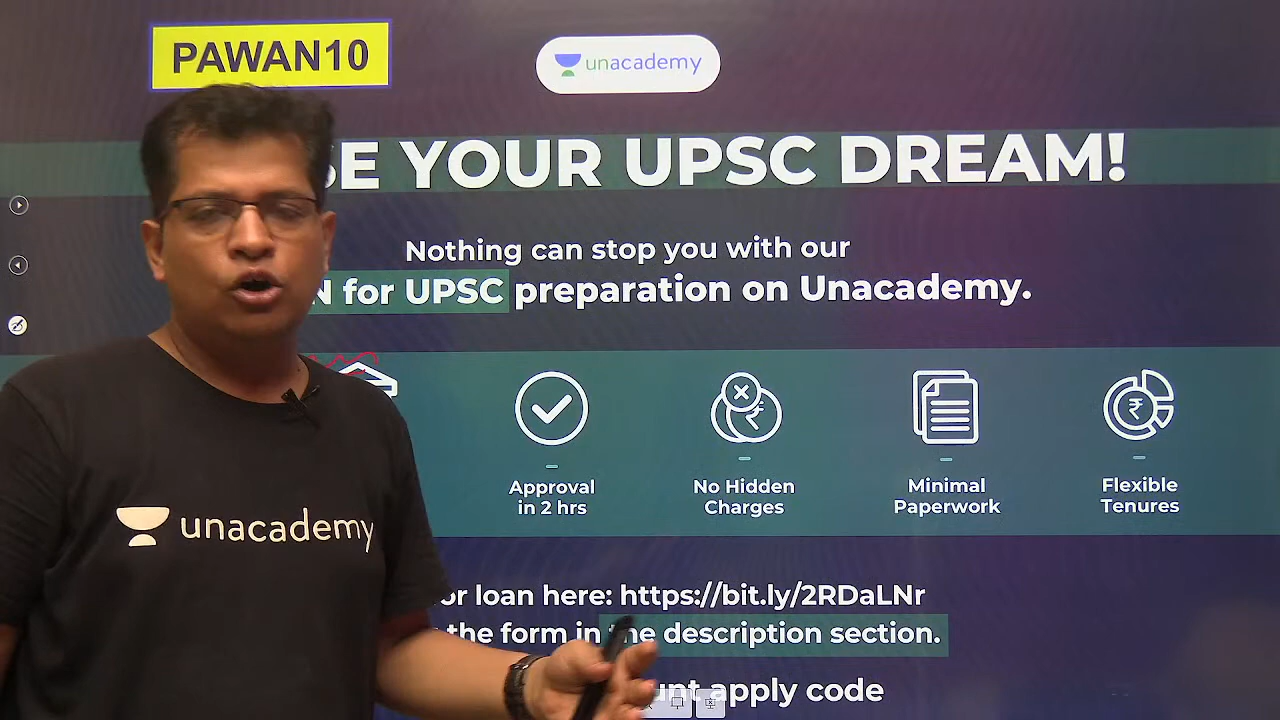 PAWAN10
unacademy
SE YOUR UPSC DREAM!
Nothing can stop you with our
N for UPSC preparation on Unacademy.
Approval
in 2 hrs
No Hidden
Charges
Minimal
Paperwork
Flexible
Tenures
unacademy
or loan here: https://bit.ly/2RDaLNr
the form in the description section.
unt apply code